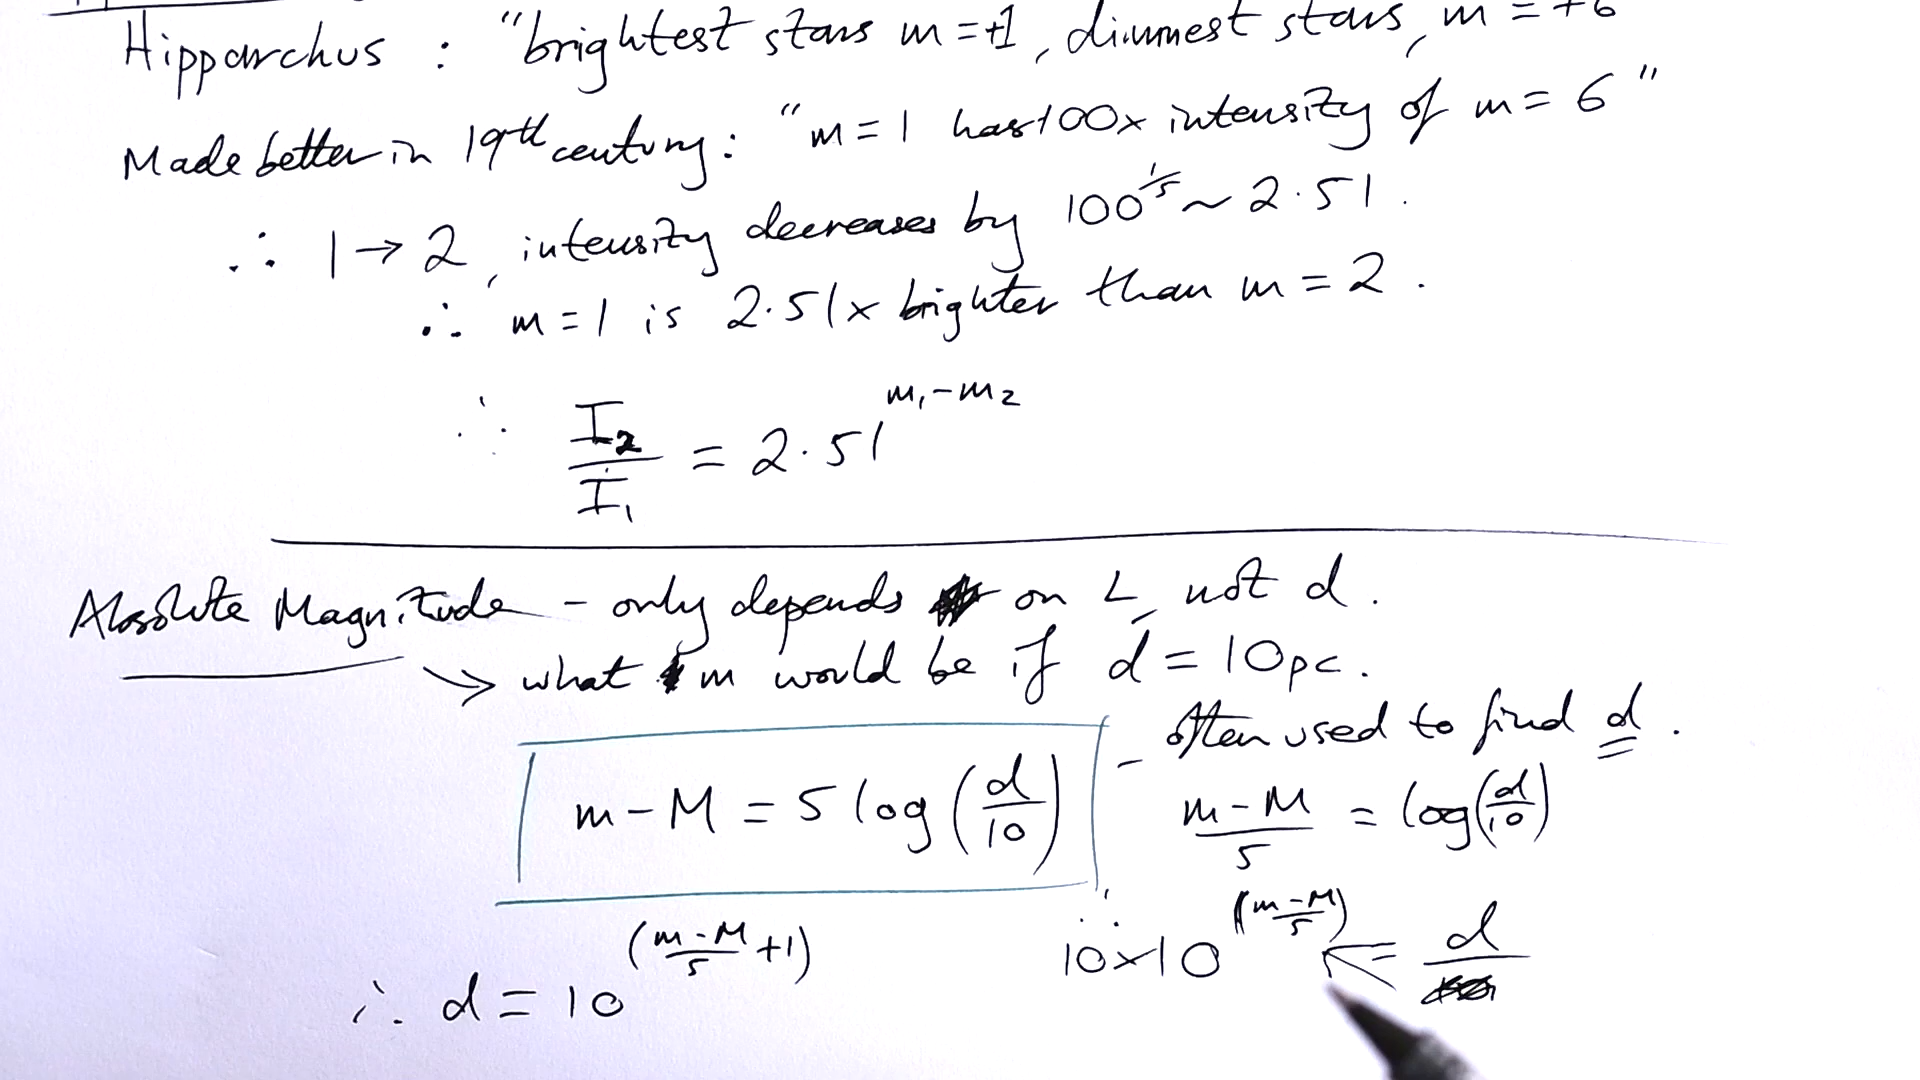 Hipparchus : "brightest stars m=+1, dimmest stars, m = +6
Made better in 19th century: "m=1 has 100x intensity of m= 6"
∴ 1→2, intensity decreases by 100^{1/5} ~ 2.51.
∴ m=1 is 2.51x brighter than m=2.
∴ I₂/I₁ = 2.51^{m₁-m₂}
Absolute Magnitude - only depends on L, not d.
→ what m would be if d = 10pc.
- Often used to find d.
m-M = 5 log(d/10)
(m-M)/5 = log(d/10)
∴ 10×10^{((m-M)/5)} = d
∴ d = 10^{((m-M)/5 +1)}